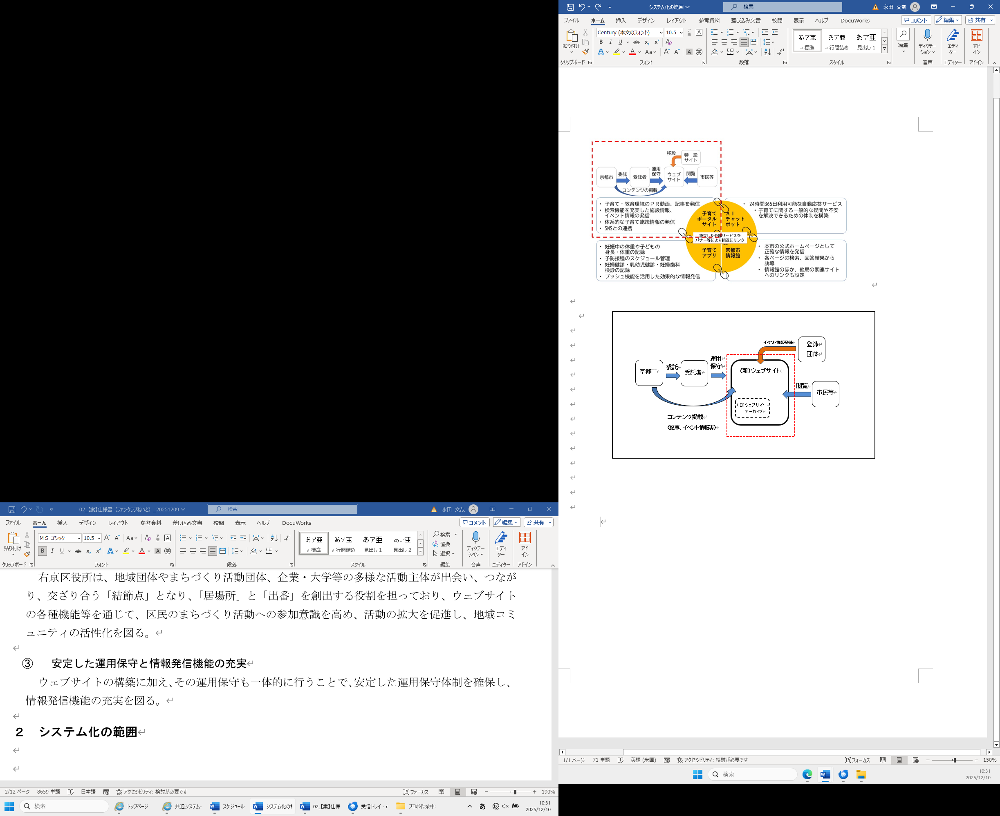 システム化の範囲
検索
永田 文哉
ファイル ホーム 挿入 デザイン レイアウト 参考資料 差し込み文書 校閲 表示 ヘルプ DocuWorks
コメント 編集 共有
Century (本文のフォント) 10.5
貼り付け
B I U ab x₂ x²
Aa
あア亜 あア亜 あア亜
標準 行間詰め 見出し 1
編集
ディクテーション
エディター
アドイン
クリップボード フォント 段落 スタイル 音声 エディター アドイン
移設
特 設
サイト
京都市
委託
受託者
運用
保守
ウェブ
サイト
閲覧
市民等
コンテンツの掲載
・ 子育て・教育環境のPR動画、記事を発信
・ 検索機能を充実した施設情報、
イベント情報の発信
・ 体系的な子育て施策情報の発信
・ SNSとの連携
・ 24時間365日利用可能な自動応答サービス
・子育てに関する一般的な疑問や不安
を解決できるための体制を構築
子育て
ポータル
サイト
AI
チャット
ボット
独立した外部サービスを
バナー等により相互にリンク
子育て
アプリ
京都市
情報館
・ 妊娠中の体重や子どもの
身長・体重の記録
・ 予防接種のスケジュール管理
・ 妊婦健診・乳幼児健診・妊婦歯科
検診の記録
・ プッシュ機能を活用した効果的な情報発信
・ 本市の公式ホームページとして
正確な情報を発信
・ 各ページの検索、回答結果から
誘導
・ 情報館のほか、他局の関連サイト
へのリンクも設定
イベント情報登録
登録
団体
京都市
委託
受託者
運用
保守
（新）ウェブサイト
閲覧
市民等
（旧）ウェブサイト
アーカイブ
コンテンツ掲載
（記事、イベント情報等）
1/1 ページ 71 単語 英語 (米国) アクセシビリティ: 検討が必要です フォーカス 150%
検索
10:31
2025/12/10
02_【案】仕様書（ファンクラブねっと）_20251209
検索
永田 文哉
ファイル ホーム 挿入 デザイン レイアウト 参考資料 差し込み文書 校閲 表示 ヘルプ DocuWorks
コメント 編集 共有
ＭＳ ゴシック 10.5
Aa
貼り付け
B I U ab x₂ x²
あア亜 あア亜 あア亜 あア亜
標準 行間詰め 見出し 1 見出し 2
検索
置換
選択
ディクテーション
エディター
アドイン
クリップボード フォント 段落 スタイル 編集 音声 エディター アドイン
右京区役所は、地域団体やまちづくり活動団体、企業・大学等の多様な活動主体が出会い、つなが
り、交ざり合う「結節点」となり、「居場所」と「出番」を創出する役割を担っており、ウェブサイト
の各種機能等を通じて、区民のまちづくり活動への参加意識を高め、活動の拡大を促進し、地域コミ
ュニティの活性化を図る。
③ 安定した運用保守と情報発信機能の充実
ウェブサイトの構築に加え、その運用保守も一体的に行うことで、安定した運用保守体制を確保し、
情報発信機能の充実を図る。
２ システム化の範囲
2/12 ページ 8659 単語 日本語 アクセシビリティ: 検討が必要です フォーカス 190%
検索 トップページ 共通システム- スケジュール システム化の 02_【案】仕様 受信トレイ - r プロポ作業中
あ
10:31
2025/12/10